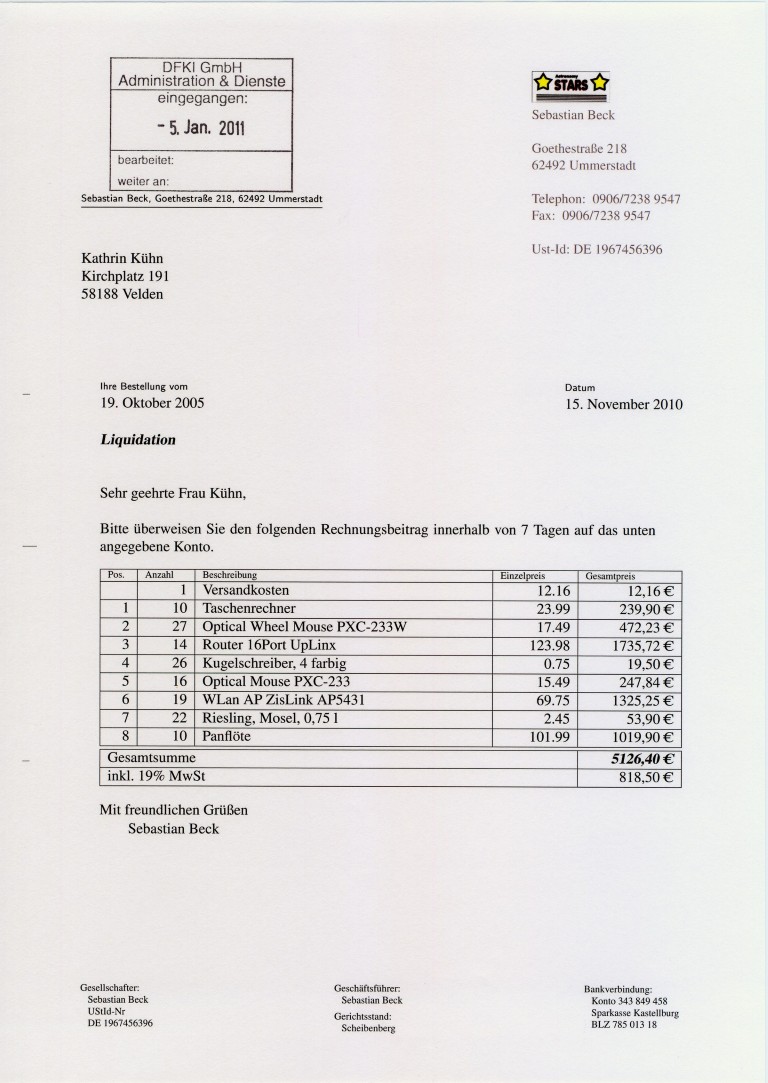 DFKI GmbH
Administration & Dienste
eingegangen:
- 5. Jan. 2011
bearbeitet:
weiter an:
Astronomy
STARS
Sebastian Beck
Goethestraße 218
62492 Ummerstadt
Telephon: 0906/7238 9547
Fax: 0906/7238 9547
Ust-Id: DE 1967456396
Sebastian Beck, Goethestraße 218, 62492 Ummerstadt
Kathrin Kühn
Kirchplatz 191
58188 Velden
Ihre Bestellung vom
19. Oktober 2005
Datum
15. November 2010
Liquidation
Sehr geehrte Frau Kühn,
Bitte überweisen Sie den folgenden Rechnungsbeitrag innerhalb von 7 Tagen auf das unten
angegebene Konto.
Pos. Anzahl Beschreibung Einzelpreis Gesamtpreis
1 Versandkosten 12.16 12,16 €
1 10 Taschenrechner 23.99 239,90 €
2 27 Optical Wheel Mouse PXC-233W 17.49 472,23 €
3 14 Router 16Port UpLinx 123.98 1735,72 €
4 26 Kugelschreiber, 4 farbig 0.75 19,50 €
5 16 Optical Mouse PXC-233 15.49 247,84 €
6 19 WLan AP ZisLink AP5431 69.75 1325,25 €
7 22 Riesling, Mosel, 0,75 l 2.45 53,90 €
8 10 Panflöte 101.99 1019,90 €
Gesamtsumme 5126,40 €
inkl. 19% MwSt 818,50 €
Mit freundlichen Grüßen
Sebastian Beck
Gesellschafter:
Sebastian Beck
UStId-Nr
DE 1967456396
Geschäftsführer:
Sebastian Beck
Gerichtsstand:
Scheibenberg
Bankverbindung:
Konto 343 849 458
Sparkasse Kastellburg
BLZ 785 013 18